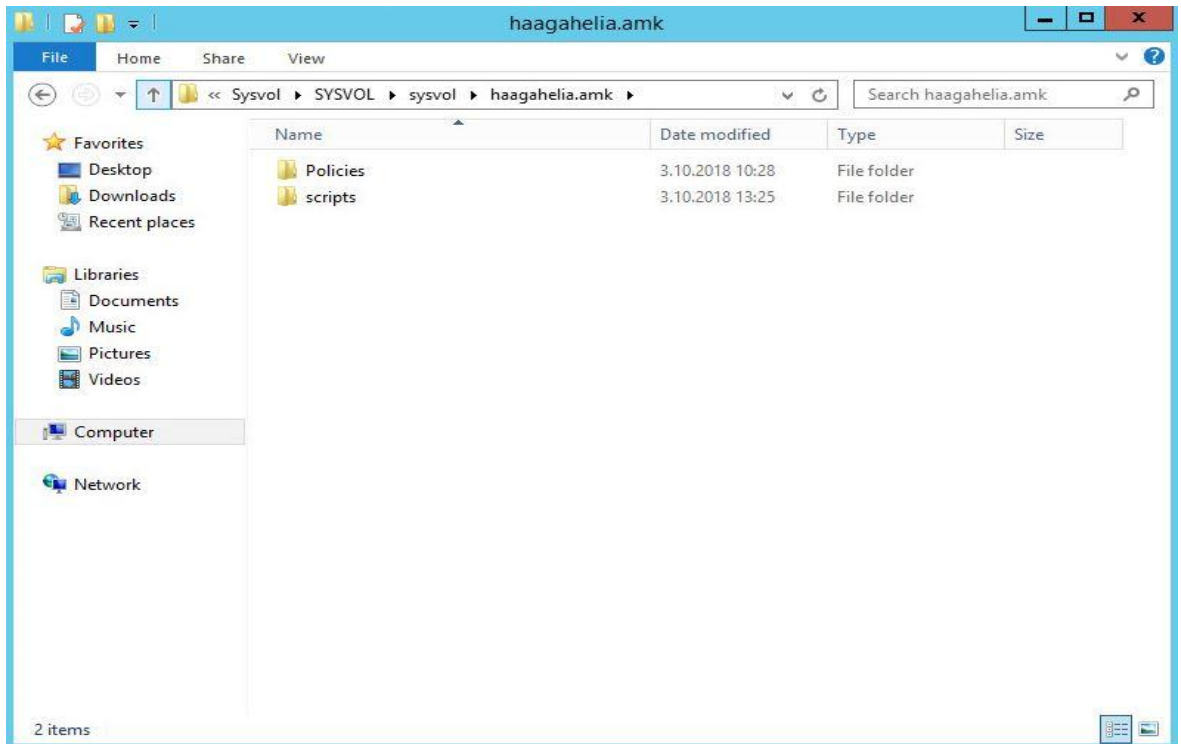 haagahelia.amk
File Home Share View
« Sysvol SYSVOL sysvol haagahelia.amk Search haagahelia.amk
Name Date modified Type Size
Policies 3.10.2018 10:28 File folder
scripts 3.10.2018 13:25 File folder
Favorites
Desktop
Downloads
Recent places
Libraries
Documents
Music
Pictures
Videos
Computer
Network
2 items